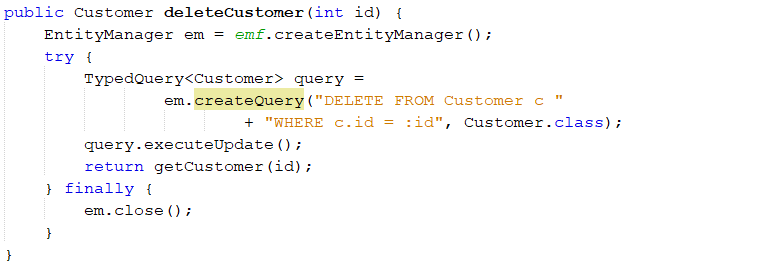 public Customer deleteCustomer(int id) {
    EntityManager em = emf.createEntityManager();
    try {
        TypedQuery<Customer> query =
                em.createQuery("DELETE FROM Customer c "
                        + "WHERE c.id = :id", Customer.class);
        query.executeUpdate();
        return getCustomer(id);
    } finally {
        em.close();
    }
}